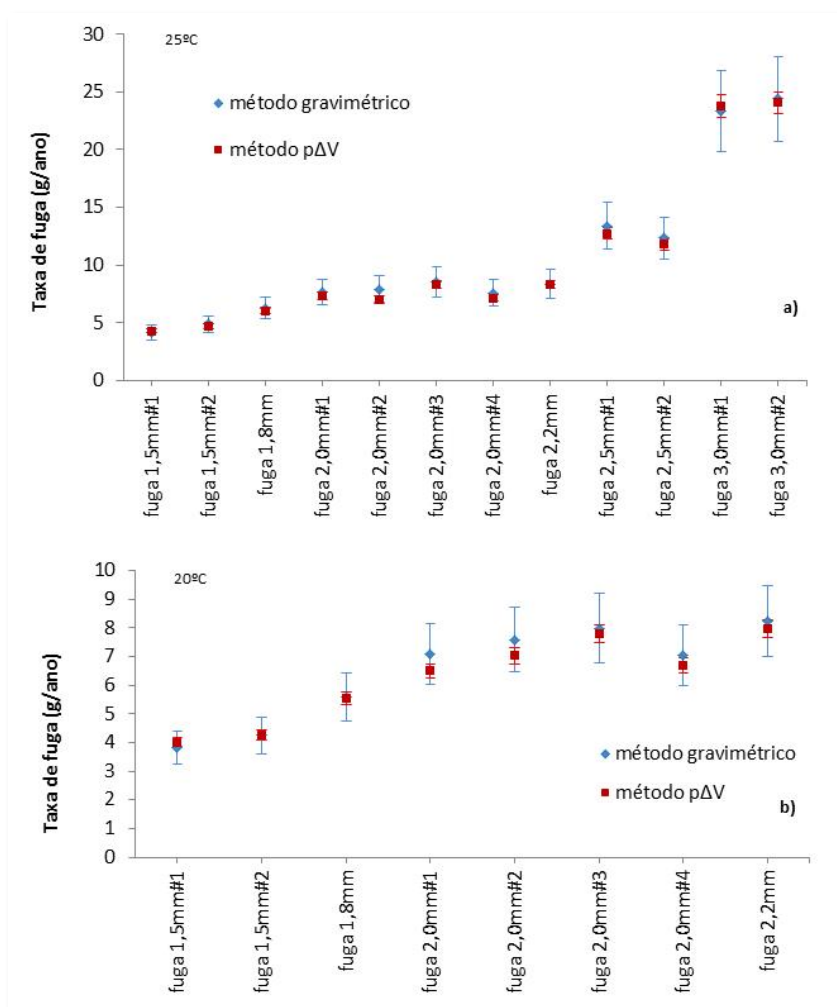 30
25
20
15
10
5
0
Taxa de fuga (g/ano)
25ºC
método gravimétrico
método pΔV
a)
fuga 1,5mm#1
fuga 1,5mm#2
fuga 1,8mm
fuga 2,0mm#1
fuga 2,0mm#2
fuga 2,0mm#3
fuga 2,0mm#4
fuga 2,2mm
fuga 2,5mm#1
fuga 2,5mm#2
fuga 3,0mm#1
fuga 3,0mm#2
10
9
8
7
6
5
4
3
2
1
0
Taxa de fuga (g/ano)
20ºC
método gravimétrico
método pΔV
b)
fuga 1,5mm#1
fuga 1,5mm#2
fuga 1,8mm
fuga 2,0mm#1
fuga 2,0mm#2
fuga 2,0mm#3
fuga 2,0mm#4
fuga 2,2mm